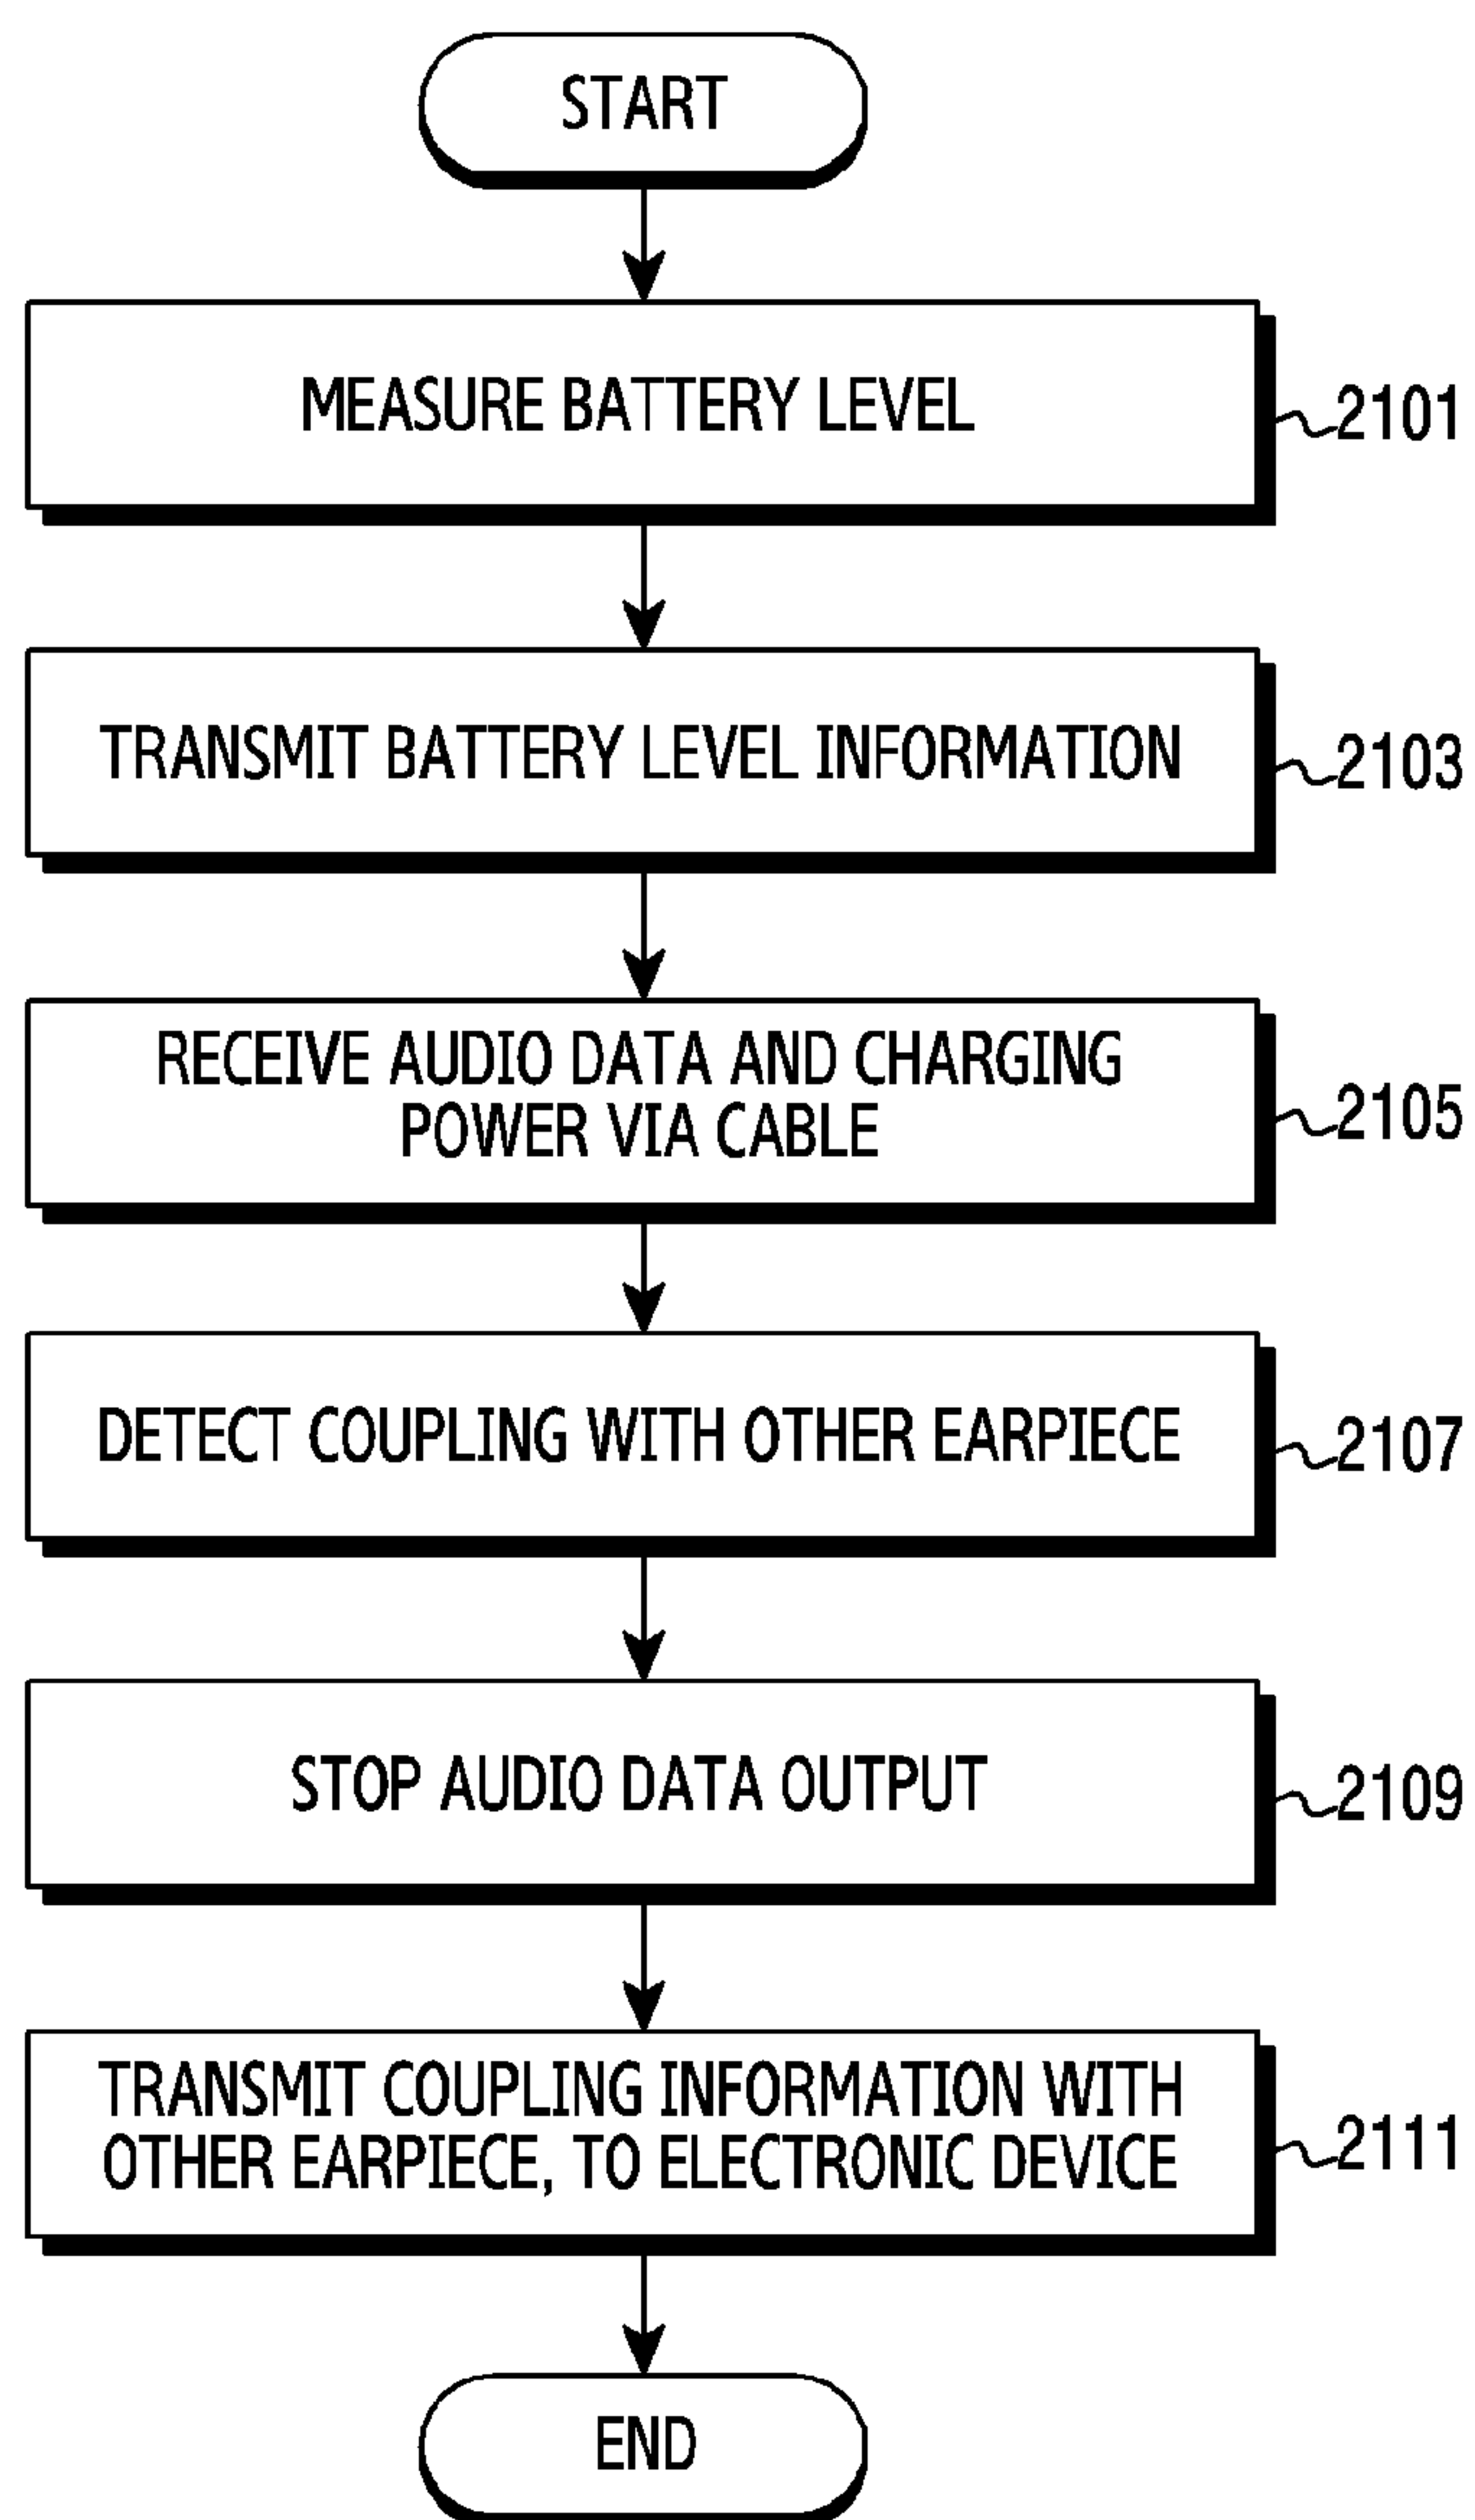 START
MEASURE BATTERY LEVEL
2101
TRANSMIT BATTERY LEVEL INFORMATION
2103
RECEIVE AUDIO DATA AND CHARGING
POWER VIA CABLE
2105
DETECT COUPLING WITH OTHER EARPIECE
2107
STOP AUDIO DATA OUTPUT
2109
TRANSMIT COUPLING INFORMATION WITH
OTHER EARPIECE, TO ELECTRONIC DEVICE
2111
END